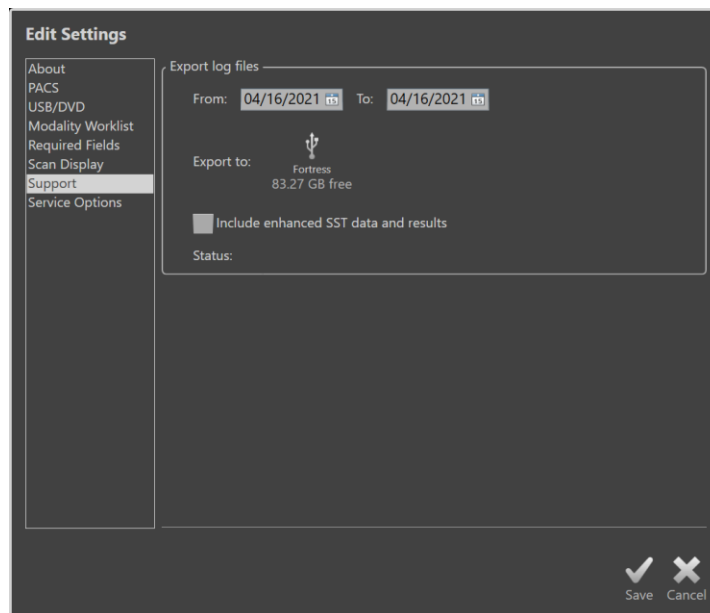 Edit Settings
About
PACS
USB/DVD
Modality Worklist
Required Fields
Scan Display
Support
Service Options
Export log files
From: 04/16/2021 15 To: 04/16/2021 15
Export to:
Fortress
83.27 GB free
Include enhanced SST data and results
Status:
Save Cancel